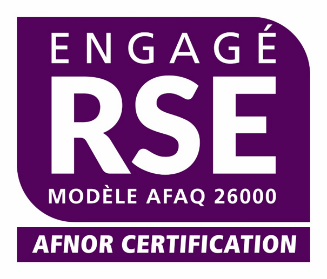 ENGAGÉ
RSE
MODÈLE AFAQ 26000
AFNOR CERTIFICATION